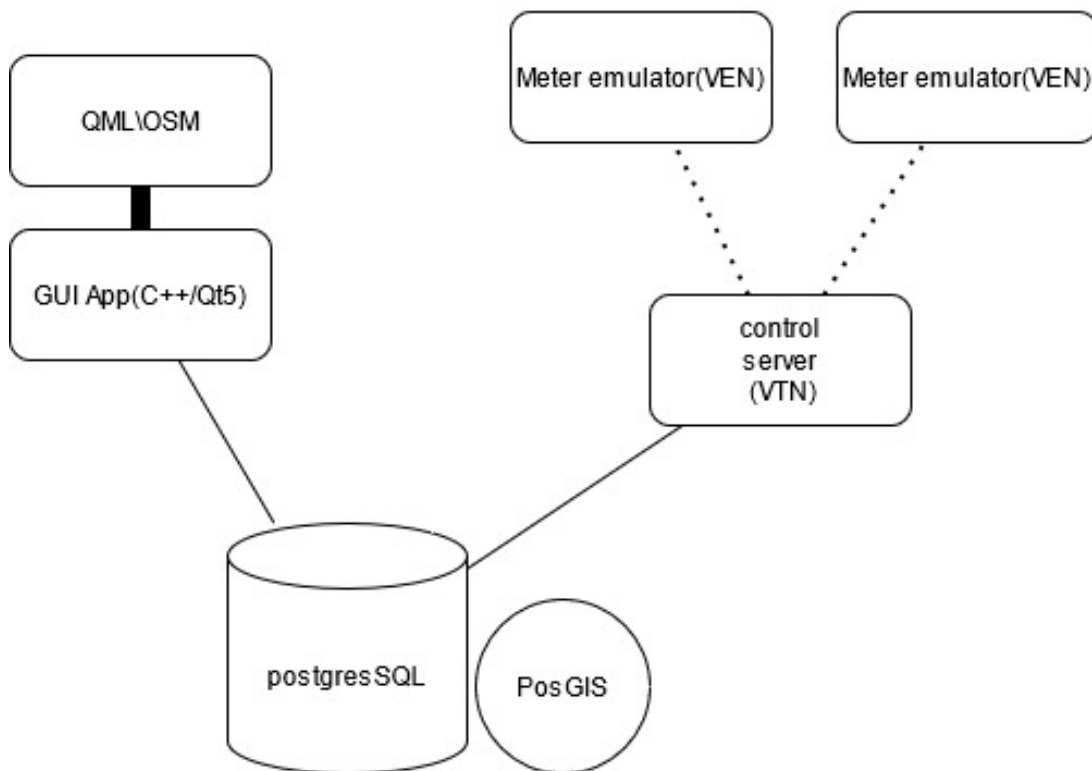 Meter emulator(VEN)
Meter emulator(VEN)
QML\OSM
GUI App(C++/Qt5)
control
server
(VTN)
postgresSQL
PosGIS